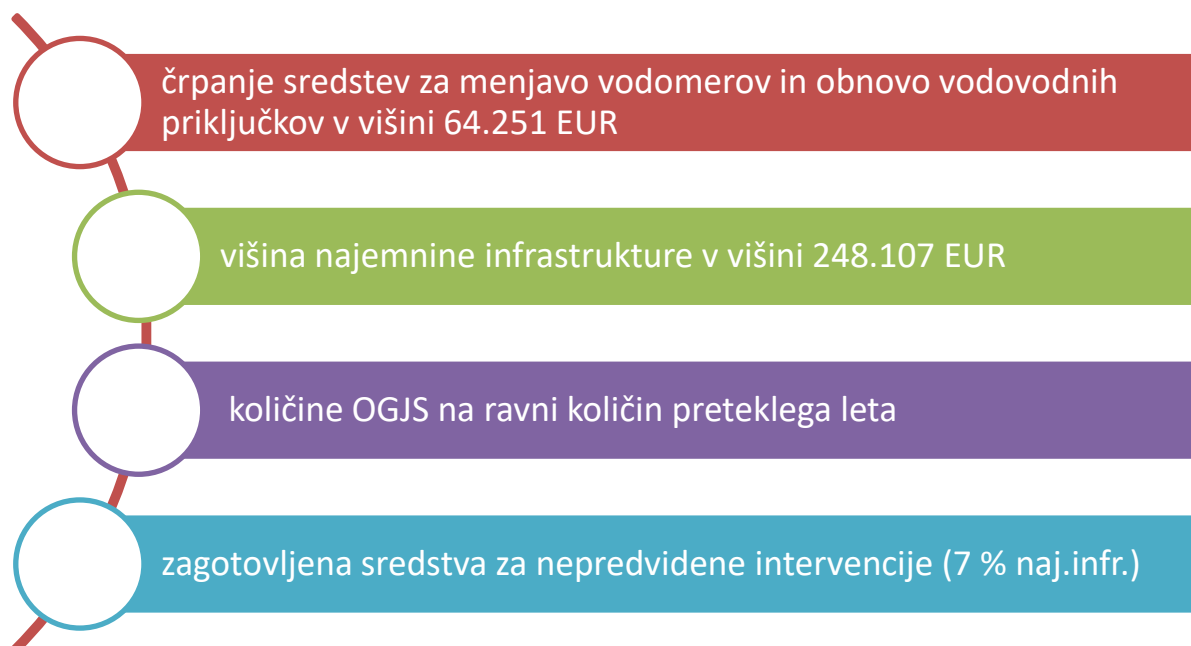 črpanje sredstev za menjavo vodomerov in obnovo vodovodnih
priključkov v višini 64.251 EUR
višina najemnine infrastrukture v višini 248.107 EUR
količine OGJS na ravni količin preteklega leta
zagotovljena sredstva za nepredvidene intervencije (7 % naj.infr.)